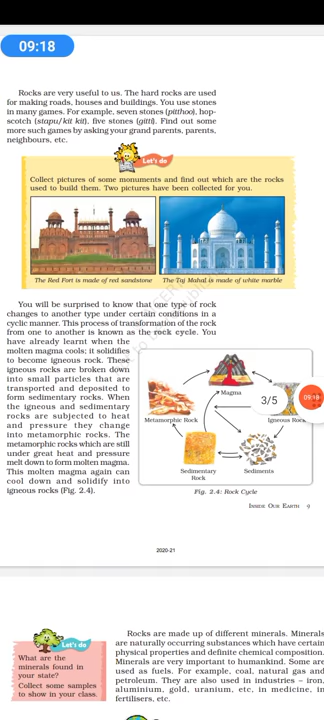 09:18
Rocks are very useful to us. The hard rocks are used
for making roads, houses and buildings. You use stones
in many games. For example, seven stones (pitthoo), hop-
scotch (stapu/kit kit), five stones (gitti). Find out some
more such games by asking your grand parents, parents,
neighbours, etc.
Let's do
Collect pictures of some monuments and find out which are the rocks
used to build them. Two pictures have been collected for you.
The Red Fort is made of red sandstone
The Taj Mahal is made of white marble
You will be surprised to know that one type of rock
changes to another type under certain conditions in a
cyclic manner. This process of transformation of the rock
from one to another is known as the rock cycle. You
have already learnt when the
molten magma cools; it solidifies
to become igneous rock. These
igneous rocks are broken down
into small particles that are
transported and deposited to
form sedimentary rocks. When
the igneous and sedimentary
rocks are subjected to heat
and pressure they change
into metamorphic rocks. The
metamorphic rocks which are still
under great heat and pressure
melt down to form molten magma.
This molten magma again can
cool down and solidify into
igneous rocks (Fig. 2.4).
Magma
3/5
09:18
Metamorphic Rock
Igneous Rock
Sedimentary
Rock
Sediments
Fig. 2.4: Rock Cycle
INSIDE OUR EARTH 9
2020-21
Let's do
What are the
minerals found in
your state?
Collect some samples
to show in your class.
Rocks are made up of different minerals. Minerals
are naturally occurring substances which have certain
physical properties and definite chemical composition.
Minerals are very important to humankind. Some are
used as fuels. For example, coal, natural gas and
petroleum. They are also used in industries – iron,
aluminium, gold, uranium, etc, in medicine, in
fertilisers, etc.